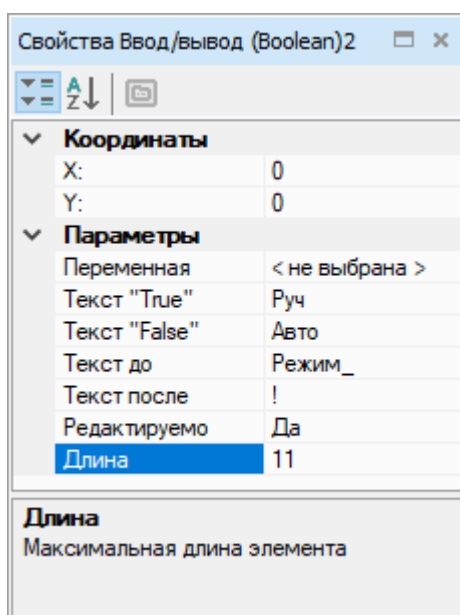 Свойства Ввод/вывод (Boolean)2
Координаты
X: 0
Y: 0
Параметры
Переменная < не выбрана >
Текст "True" Руч
Текст "False" Авто
Текст до Режим_
Текст после !
Редактируемо Да
Длина 11
Длина
Максимальная длина элемента